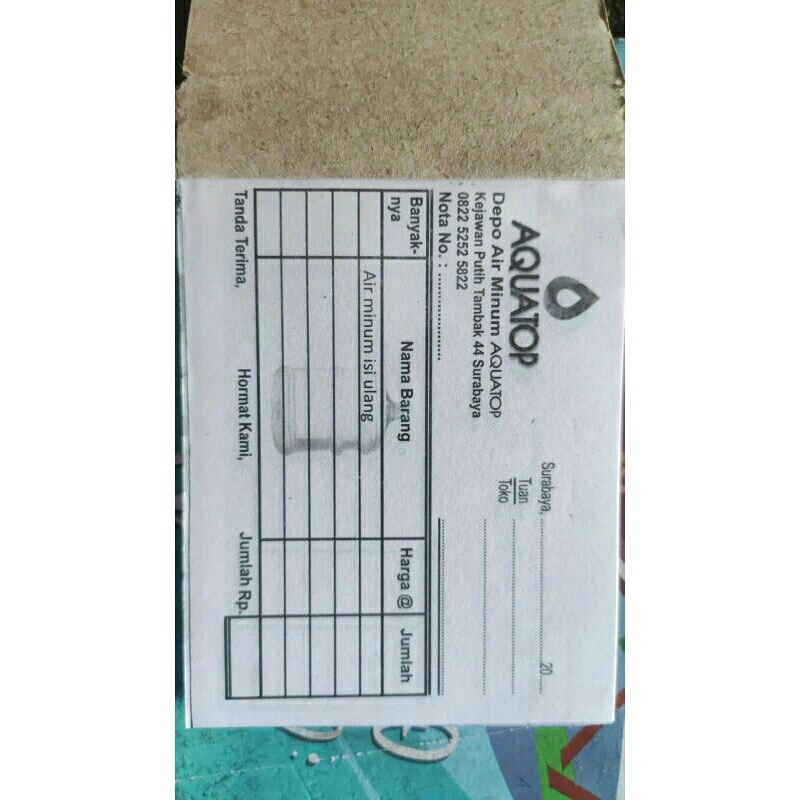 AQUATOP
Depo Air Minum AQUATOP
Kejawan Putih Tambak 44 Surabaya
0822 5252 5822
Nota No. : ......................
Surabaya, ..............................20......
Tuan
Toko
Banyak-
nya
Nama Barang
Harga @
Jumlah
Air minum isi ulang
Tanda Terima,
Hormat Kami,
Jumlah Rp.